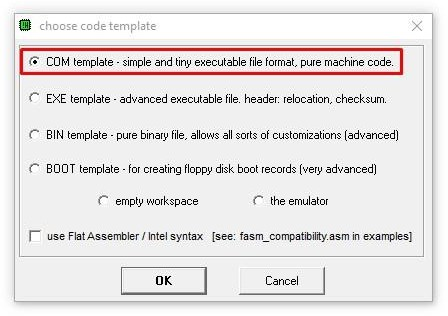 choose code template
COM template - simple and tiny executable file format, pure machine code.
EXE template - advanced executable file. header: relocation, checksum.
BIN template - pure binary file, allows all sorts of customizations (advanced)
BOOT template - for creating floppy disk boot records (very advanced)
empty workspace the emulator
use Flat Assembler / Intel syntax [see: fasm_compatibility.asm in examples]
OK Cancel